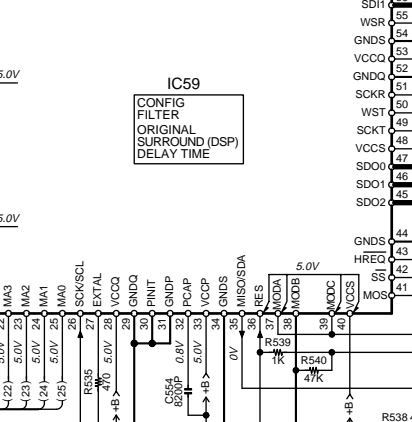 SDI1
WSR 55
GNDS 54
VCCQ 53
GNDQ 52
SCKR 51
WST 50
SCKT 49
VCCS 48
SDO0 47
SDO1 46
SDO2 45
GNDS 44
HREQ 43
SS 42
MOS 41
5.0V
5.0V
IC59
CONFIG
FILTER
ORIGINAL
SURROUND (DSP)
DELAY TIME
5.0V
MA3
MA2
MA1
MA0
SCK/SCL
EXTAL
VCCQ
GNDQ
PINIT
GNDP
PCAP
VCCP
GNDS
MISO/SDA
RES
MODA
MODB
MODC
VCCS
22 23 24 25 26 27 28 29 30 31 32 33 34 35 36 37 38 39 40
5.0V 5.0V 5.0V 5.0V 5.0V 0.8V 5.0V 0V
(22) (23) (24) (25)
R535
470
+B
C554
8200P
+B
R539
1K
R540
47K
+B
R538